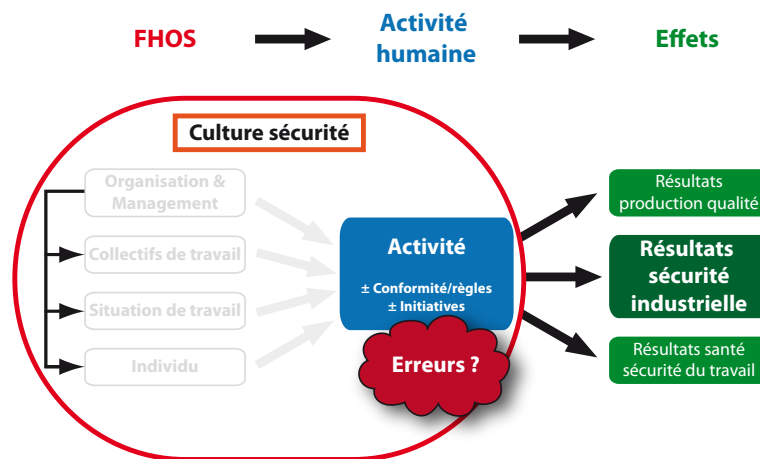 FHOS
Activité
humaine
Effets
Culture sécurité
Organisation &
Management
Collectifs de travail
Situation de travail
Individu
Activité
± Conformité/règles
± Initiatives
Erreurs ?
Résultats
production qualité
Résultats
sécurité
industrielle
Résultats santé
sécurité du travail